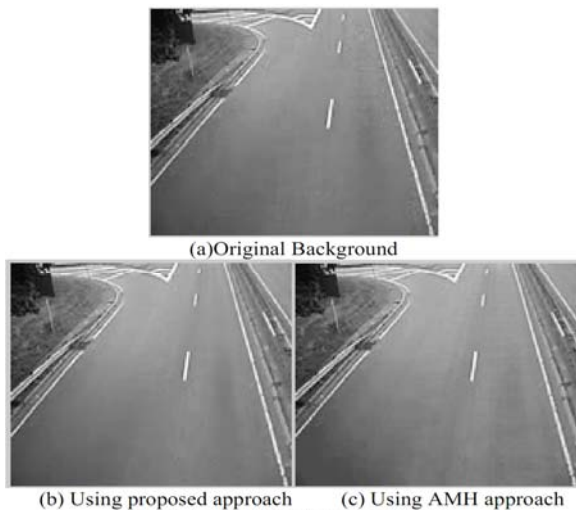 (a)Original Background
(b) Using proposed approach
(c) Using AMH approach